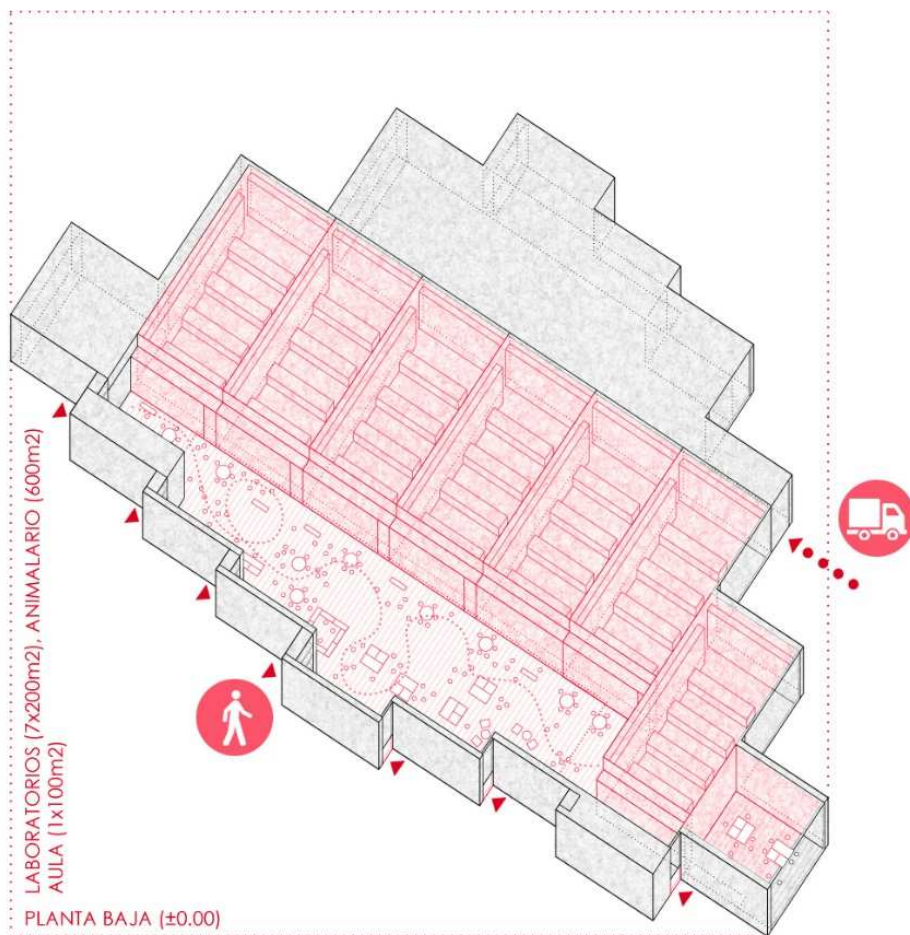 LABORATORIOS (7x200m2), ANIMALARIO (600m2)
AULA (1x100m2)
PLANTA BAJA (±0.00)